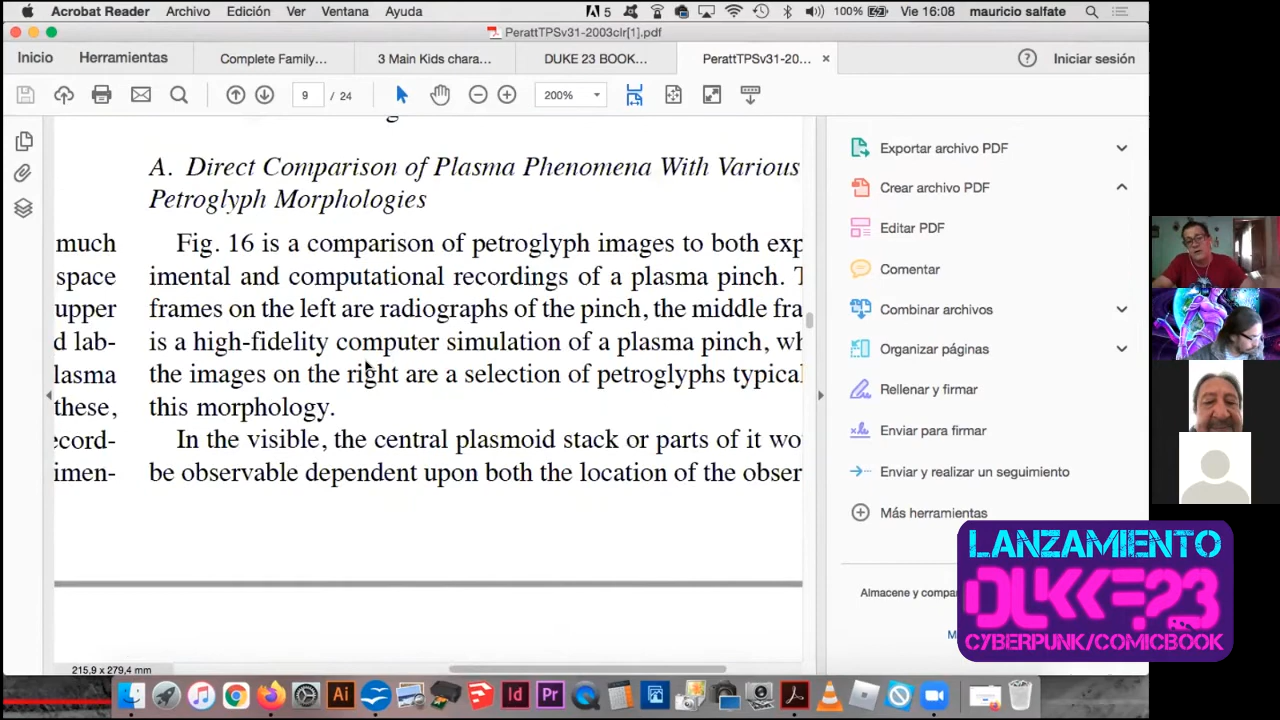 Acrobat Reader Archivo Edición Ver Ventana Ayuda 5 100% Vie 16:08 mauricio salfate
PerattTPSv31-2003clr[1].pdf
Inicio Herramientas Complete Family... 3 Main Kids chara... DUKE 23 BOOK... PerattTPSv31-20... × Iniciar sesión
9 / 24 200%
A. Direct Comparison of Plasma Phenomena With Various
Petroglyph Morphologies
much
space
upper
d lab-
lasma
these,
ecord-
imen-
Fig. 16 is a comparison of petroglyph images to both exp
imental and computational recordings of a plasma pinch. T
frames on the left are radiographs of the pinch, the middle fra
is a high-fidelity computer simulation of a plasma pinch, wh
the images on the right are a selection of petroglyphs typical
this morphology.
In the visible, the central plasmoid stack or parts of it wo
be observable dependent upon both the location of the obser
215,9 x 279,4 mm
Exportar archivo PDF
Crear archivo PDF
Editar PDF
Comentar
Combinar archivos
Organizar páginas
Rellenar y firmar
Enviar para firmar
Enviar y realizar un seguimiento
Más herramientas
Almacene y compar
LANZAMIENTO
DUKE23
CYBERPUNK/COMICBOOK
Ai Id Pr